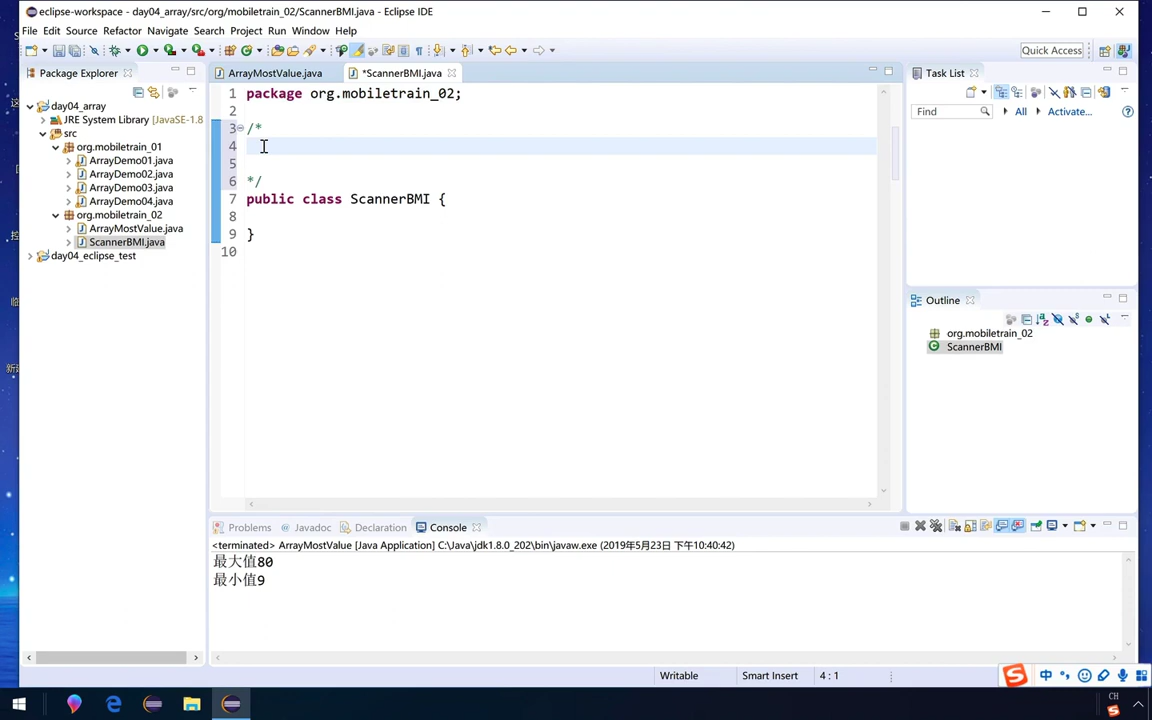 eclipse-workspace - day04_array/src/org/mobiletrain_02/ScannerBMI.java - Eclipse IDE
File Edit Source Refactor Navigate Search Project Run Window Help
Quick Access
Package Explorer
day04_array
JRE System Library [JavaSE-1.8
src
org.mobiletrain_01
ArrayDemo01.java
ArrayDemo02.java
ArrayDemo03.java
ArrayDemo04.java
org.mobiletrain_02
ArrayMostValue.java
ScannerBMI.java
day04_eclipse_test
ArrayMostValue.java *ScannerBMI.java
1 package org.mobiletrain_02;
2
3 /*
4
5
6 */
7 public class ScannerBMI {
8
9 }
10
Task List
Find All Activate...
Outline
org.mobiletrain_02
ScannerBMI
Problems Javadoc Declaration Console
<terminated> ArrayMostValue [Java Application] C:\Java\jdk1.8.0_202\bin\javaw.exe (2019年5月23日 下午10:40:42)
最大值80
最小值9
Writable Smart Insert 4 : 1
中
CH